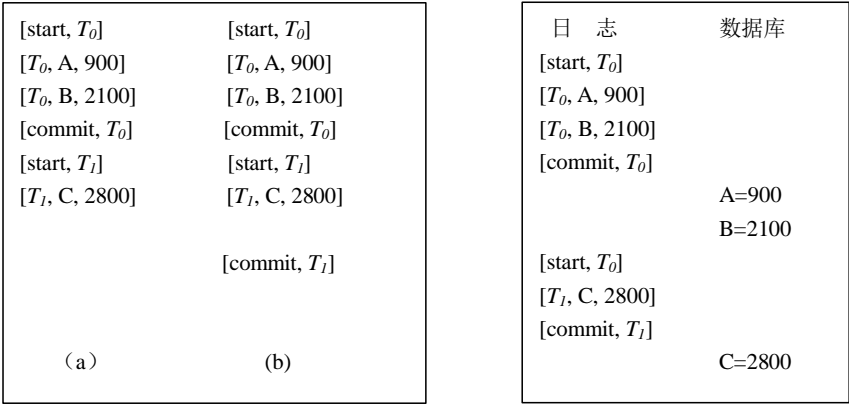 [start, T0] [start, T0]
[T0, A, 900] [T0, A, 900]
[T0, B, 2100] [T0, B, 2100]
[commit, T0] [commit, T0]
[start, T1] [start, T1]
[T1, C, 2800] [T1, C, 2800]
[commit, T1]
（a） (b)
日 志 数据库
[start, T0]
[T0, A, 900]
[T0, B, 2100]
[commit, T0]
A=900
B=2100
[start, T0]
[T1, C, 2800]
[commit, T1]
C=2800